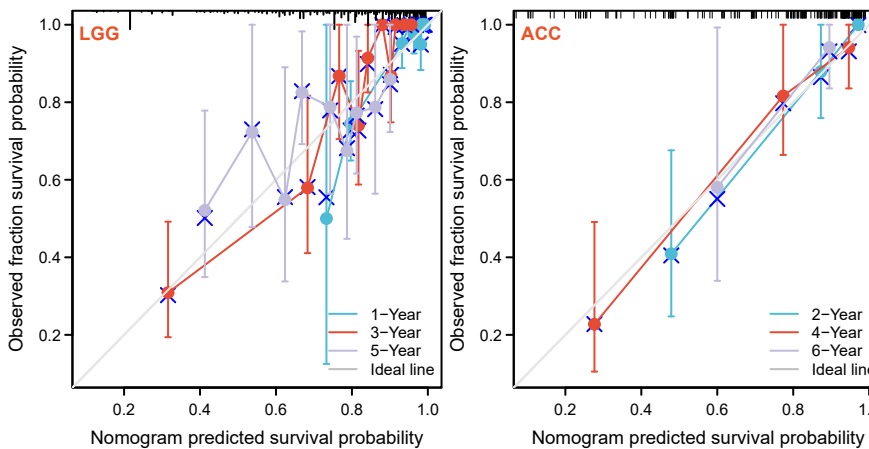 LGG
Observed fraction survival probability
1.0
0.8
0.6
0.4
0.2
1−Year
3−Year
5−Year
Ideal line
0.2 0.4 0.6 0.8 1.0
Nomogram predicted survival probability
ACC
Observed fraction survival probability
1.0
0.8
0.6
0.4
0.2
2−Year
4−Year
6−Year
Ideal line
0.2 0.4 0.6 0.8 1.0
Nomogram predicted survival probability